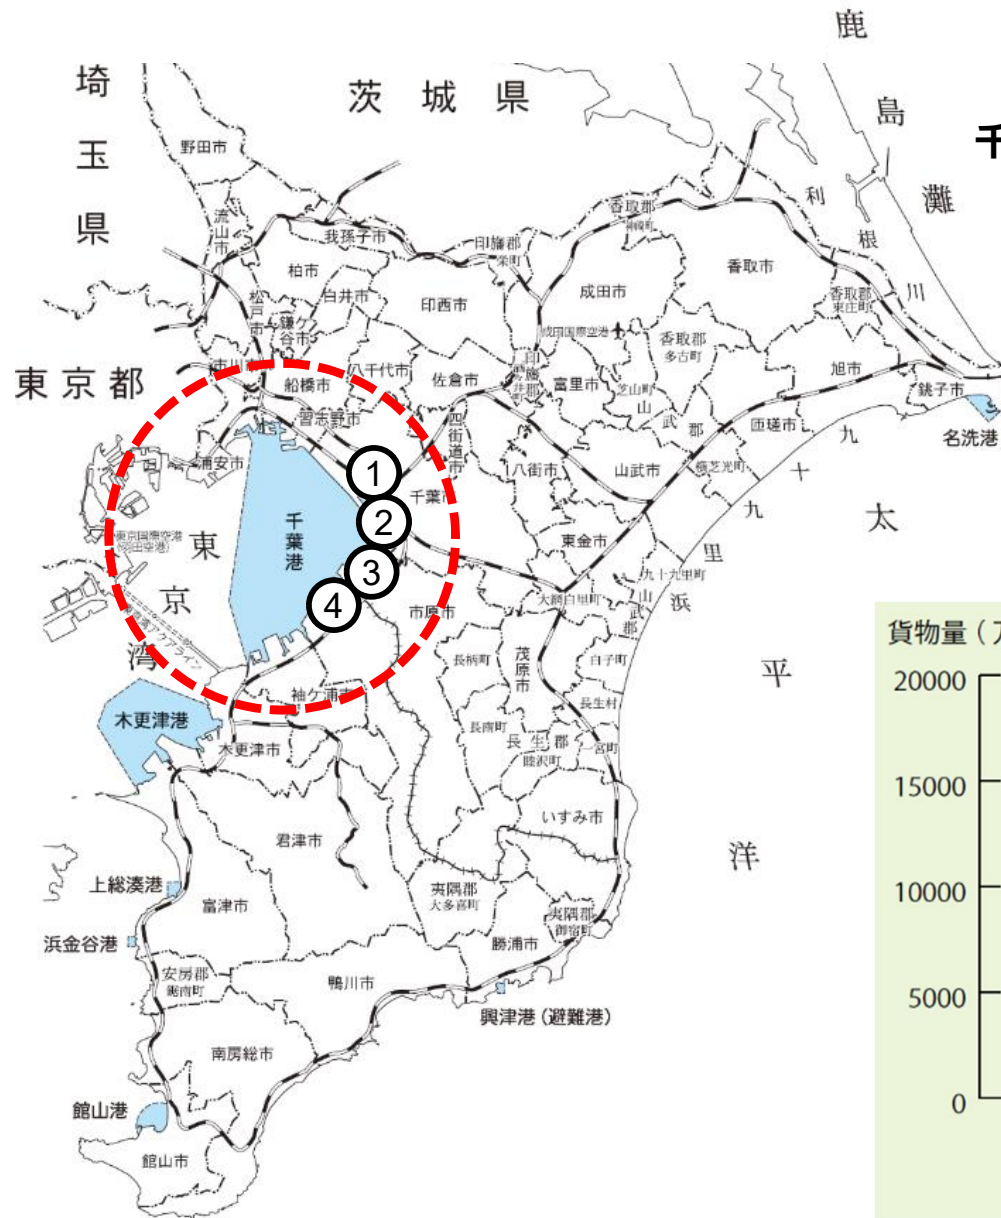 鹿島灘
埼玉県
茨城県
千
野田市
利根川
流山市
我孫子市
香取郡
神崎町
印旛郡
栄町
柏市
香取市
松戸市
白井市
印西市
成田市
香取郡
東庄町
鎌ケ谷市
成田国際空港
香取郡
多古町
市川市
東京都
船橋市
八千代市
佐倉市
印旛郡
酒々井町
富里市
芝山町
山武郡
旭市
銚子市
習志野市
四街道市
匝瑳市
名洗港
浦安市
①
千葉市
八街市
山武市
横芝光町
九十九里浜
太平洋
②
東京国際空港
(羽田空港)
東京湾
千葉港
東金市
九十九里町
③
大網白里町
山武郡
④
市原市
東京湾アクアライン
長柄町
茂原市
白子町
貨物量（
20000
袖ケ浦市
長生村
木更津港
長南町
長生郡
一宮町
木更津市
睦沢町
15000
いすみ市
君津市
上総湊港
夷隅郡
大多喜町
10000
富津市
夷隅郡
御宿町
浜金谷港
勝浦市
安房郡
鋸南町
鴨川市
5000
興津港(避難港)
南房総市
館山港
0
館山市